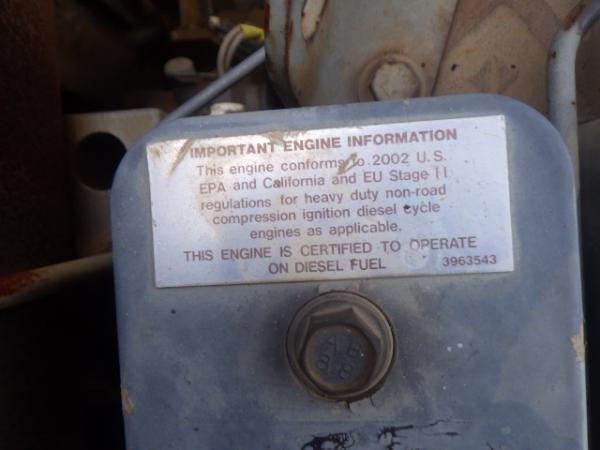 IMPORTANT ENGINE INFORMATION
This engine conforms to 2002 U.S.
EPA and California and EU Stage II
regulations for heavy duty non-road
compression ignition diesel cycle
engines as applicable.
THIS ENGINE IS CERTIFIED TO OPERATE
ON DIESEL FUEL 3963543